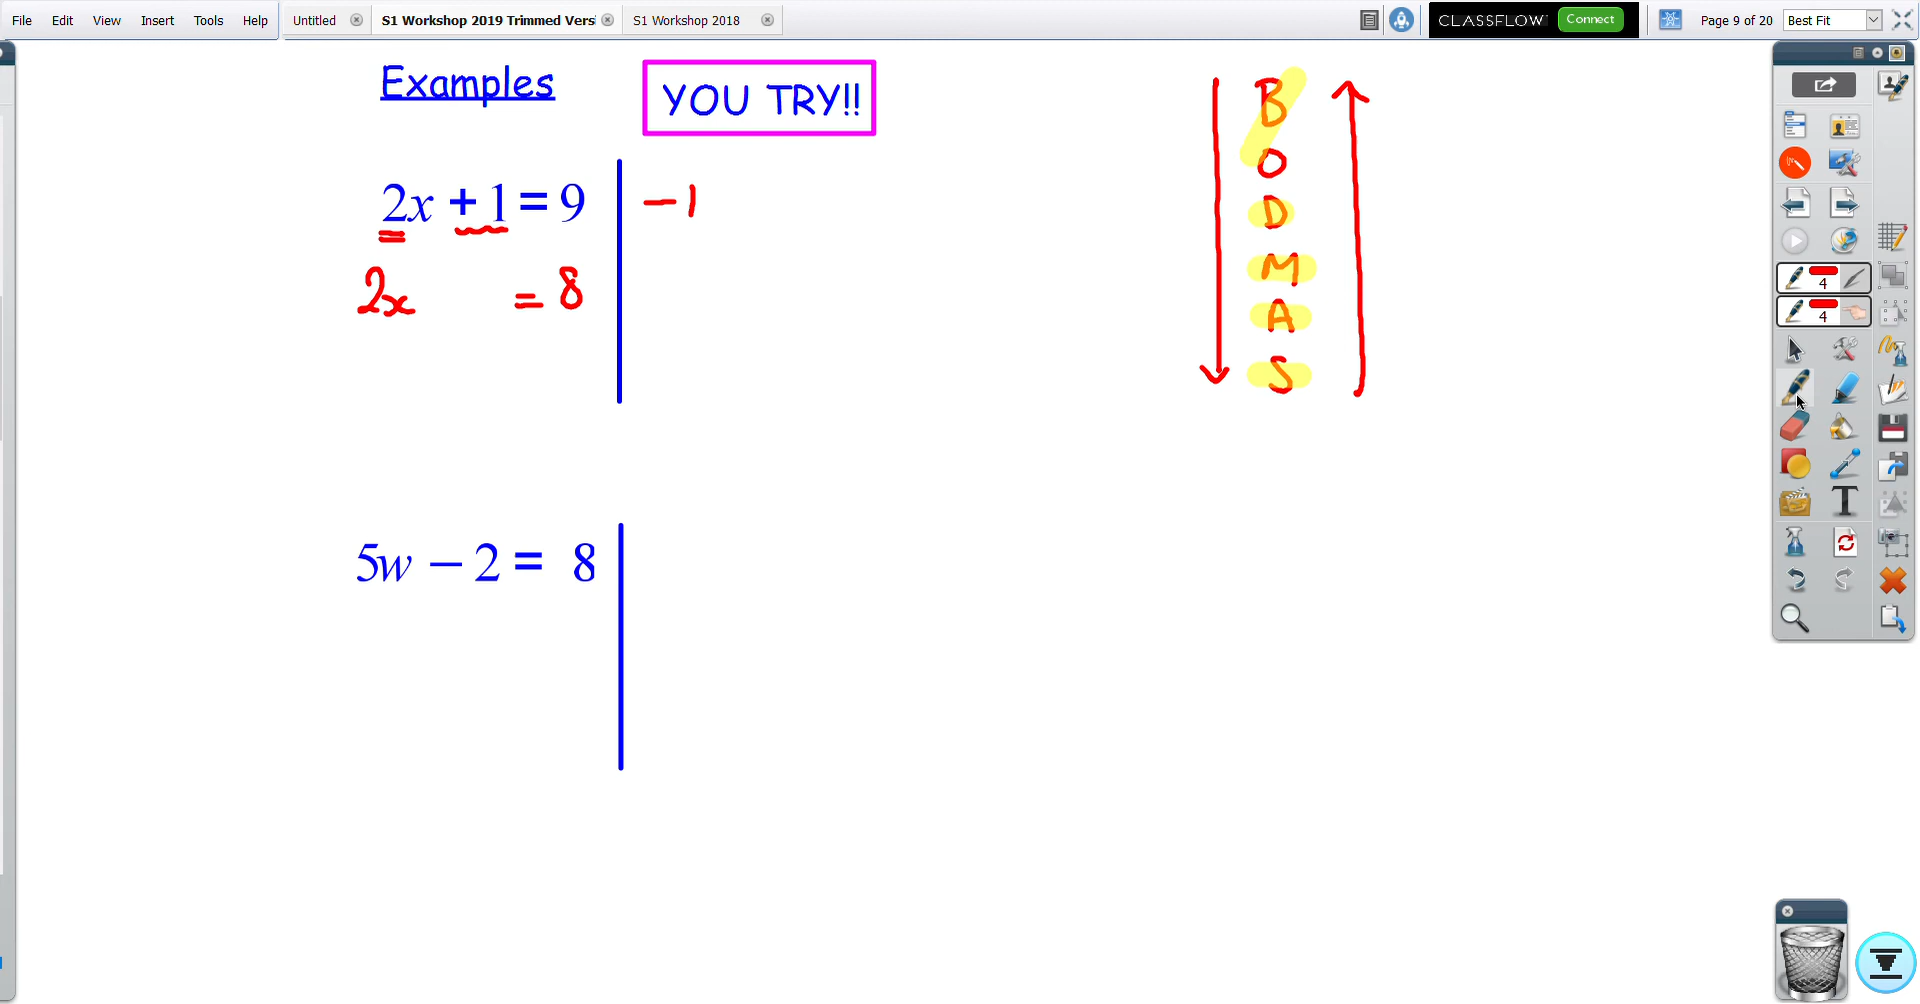 File Edit View Insert Tools Help
Untitled S1 Workshop 2019 Trimmed Vers S1 Workshop 2018
CLASSFLOW Connect
Page 9 of 20 Best Fit
Examples
YOU TRY!!
2x + 1 = 9 | −1
2x = 8
5w − 2 = 8
B
O
D
M
A
S
4
4
T